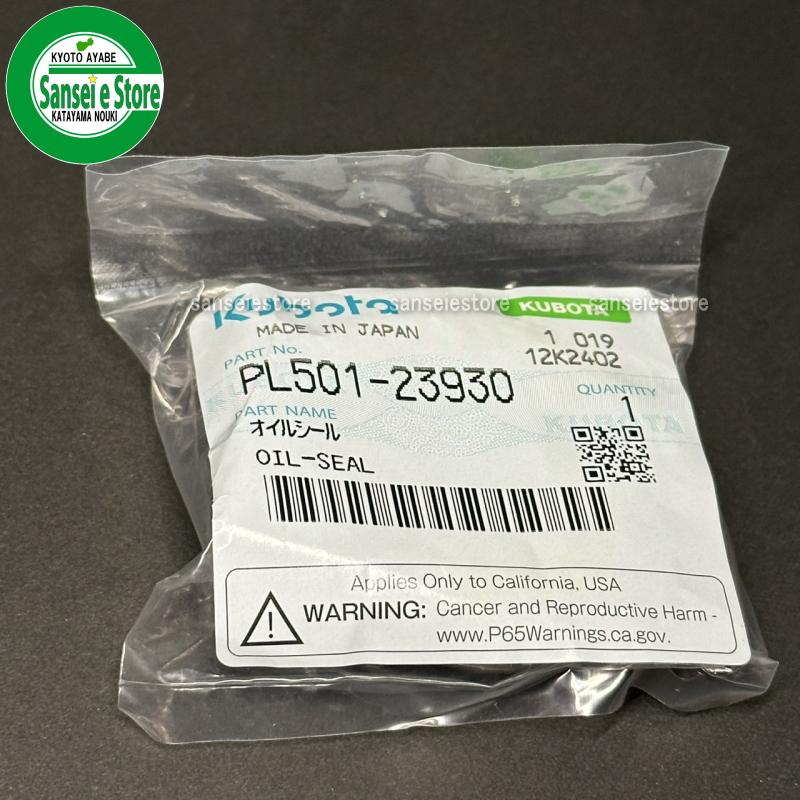 KYOTO AYABE
Sansei e Store
KATAYAMA NOUKI
sanseiestore sanseiestore sanseiestore
Kubota KUBOTA
MADE IN JAPAN
1 019
12K2402
PART No.
PL501-23930
QUANTITY
1
PART NAME
KUBOTA
オイルシール
OIL-SEAL
Applies Only to California, USA
WARNING: Cancer and Reproductive Harm -
www.P65Warnings.ca.gov.